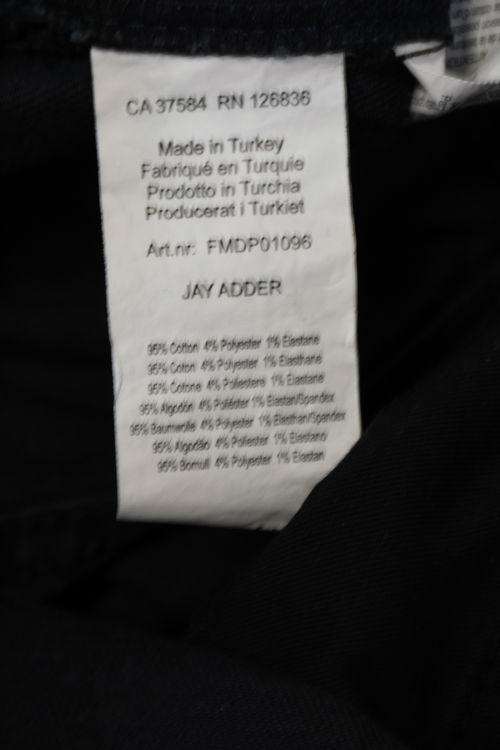 CA 37584 RN 126836
Made in Turkey
Fabriqué en Turquie
Prodotto in Turchia
Producerat i Turkiet
Art.nr: FMDP01096
JAY ADDER
95% Cotton 4% Polyester 1% Elastane
95% Coton 4% Polyester 1% Elasthane
95% Cotone 4% Poliestere 1% Elastane
95% Algodón 4% Poliéster 1% Elastan/Spandex
95% Baumwolle 4% Polyester 1% Elasthan/Spandex
95% Algodão 4% Poliester 1% Elastano
95% Bomull 4% Polyester 1% Elastan